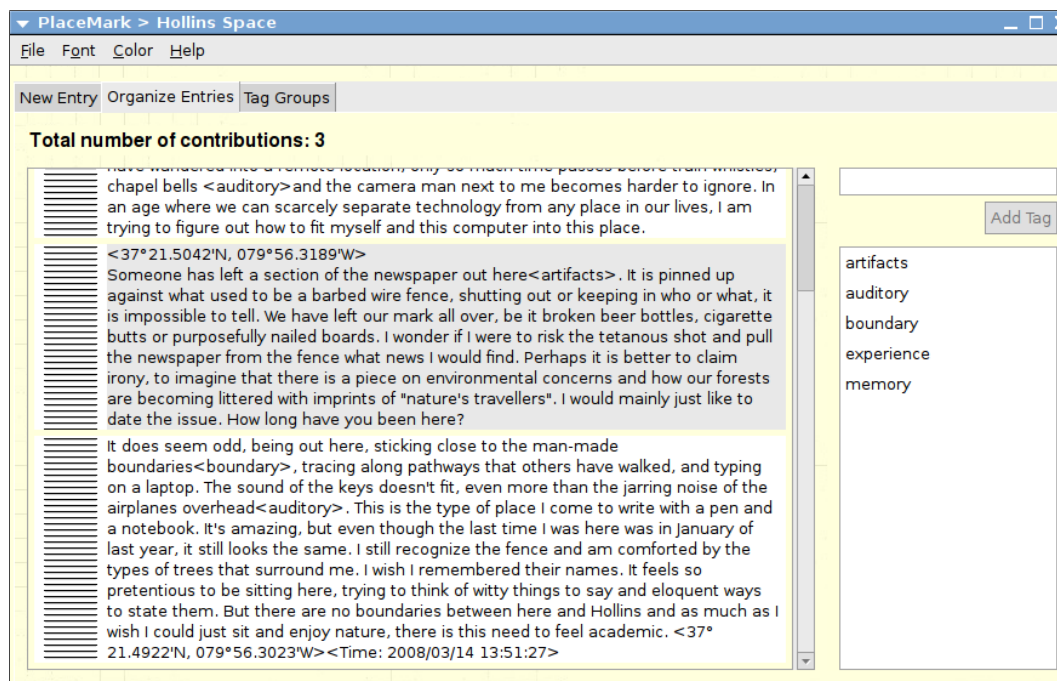 PlaceMark > Hollins Space
File Font Color Help
New Entry Organize Entries Tag Groups
Total number of contributions: 3
have wandered into a remote location, only so much time passes before train whistles,
chapel bells <auditory>and the camera man next to me becomes harder to ignore. In
an age where we can scarcely separate technology from any place in our lives, I am
trying to figure out how to fit myself and this computer into this place.
<37°21.5042'N, 079°56.3189'W>
Someone has left a section of the newspaper out here<artifacts>. It is pinned up
against what used to be a barbed wire fence, shutting out or keeping in who or what, it
is impossible to tell. We have left our mark all over, be it broken beer bottles, cigarette
butts or purposefully nailed boards. I wonder if I were to risk the tetanous shot and pull
the newspaper from the fence what news I would find. Perhaps it is better to claim
irony, to imagine that there is a piece on environmental concerns and how our forests
are becoming littered with imprints of "nature's travellers". I would mainly just like to
date the issue. How long have you been here?
It does seem odd, being out here, sticking close to the man-made
boundaries<boundary>, tracing along pathways that others have walked, and typing
on a laptop. The sound of the keys doesn't fit, even more than the jarring noise of the
airplanes overhead<auditory>. This is the type of place I come to write with a pen and
a notebook. It's amazing, but even though the last time I was here was in January of
last year, it still looks the same. I still recognize the fence and am comforted by the
types of trees that surround me. I wish I remembered their names. It feels so
pretentious to be sitting here, trying to think of witty things to say and eloquent ways
to state them. But there are no boundaries between here and Hollins and as much as I
wish I could just sit and enjoy nature, there is this need to feel academic. <37°
21.4922'N, 079°56.3023'W><Time: 2008/03/14 13:51:27>
Add Tag
artifacts
auditory
boundary
experience
memory